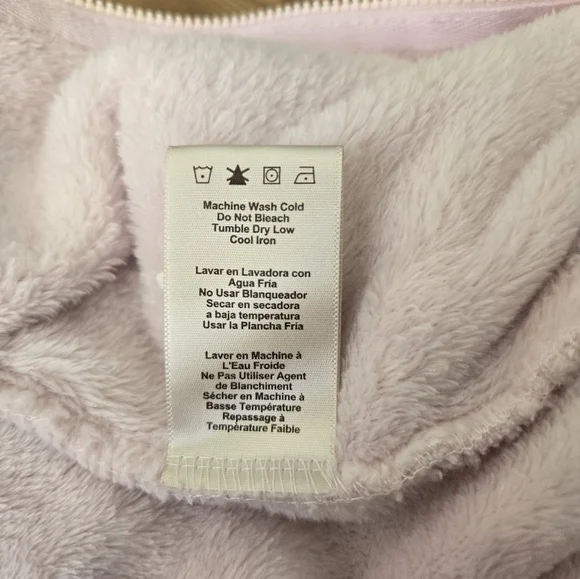 Machine Wash Cold
Do Not Bleach
Tumble Dry Low
Cool Iron
Lavar en Lavadora con
Agua Fría
No Usar Blanqueador
Secar en secadora
a baja temperatura
Usar la Plancha Fria
Laver en Machine à
L'Eau Froide
Ne Pas Utiliser Agent
de Blanchiment
Sécher en Machine à
Basse Température
Repassage à
Température Faible